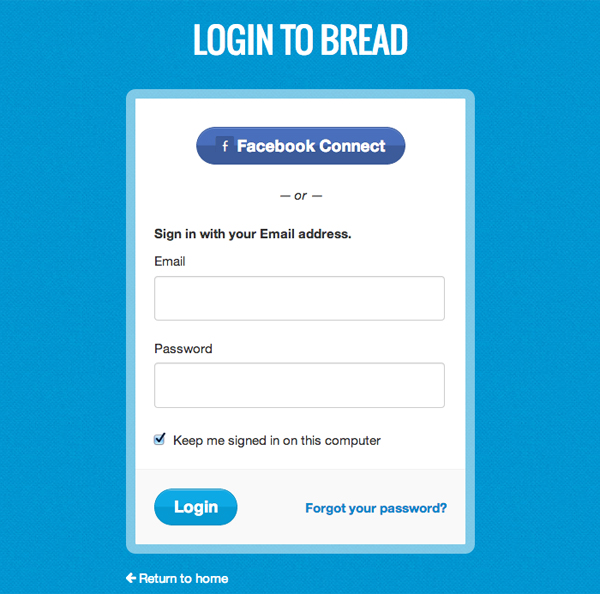 LOGIN TO BREAD
f Facebook Connect
— or —
Sign in with your Email address.
Email
Password
Keep me signed in on this computer
Login
Forgot your password?
Return to home